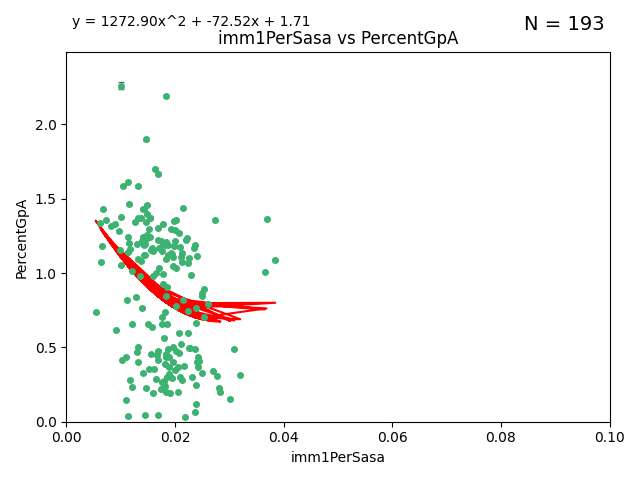 y = 1272.90x^2 + -72.52x + 1.71
N = 193
imm1PerSasa vs PercentGpA
PercentGpA
2.0
1.5
1.0
0.5
0.0
0.00 0.02 0.04 0.06 0.08 0.10
imm1PerSasa